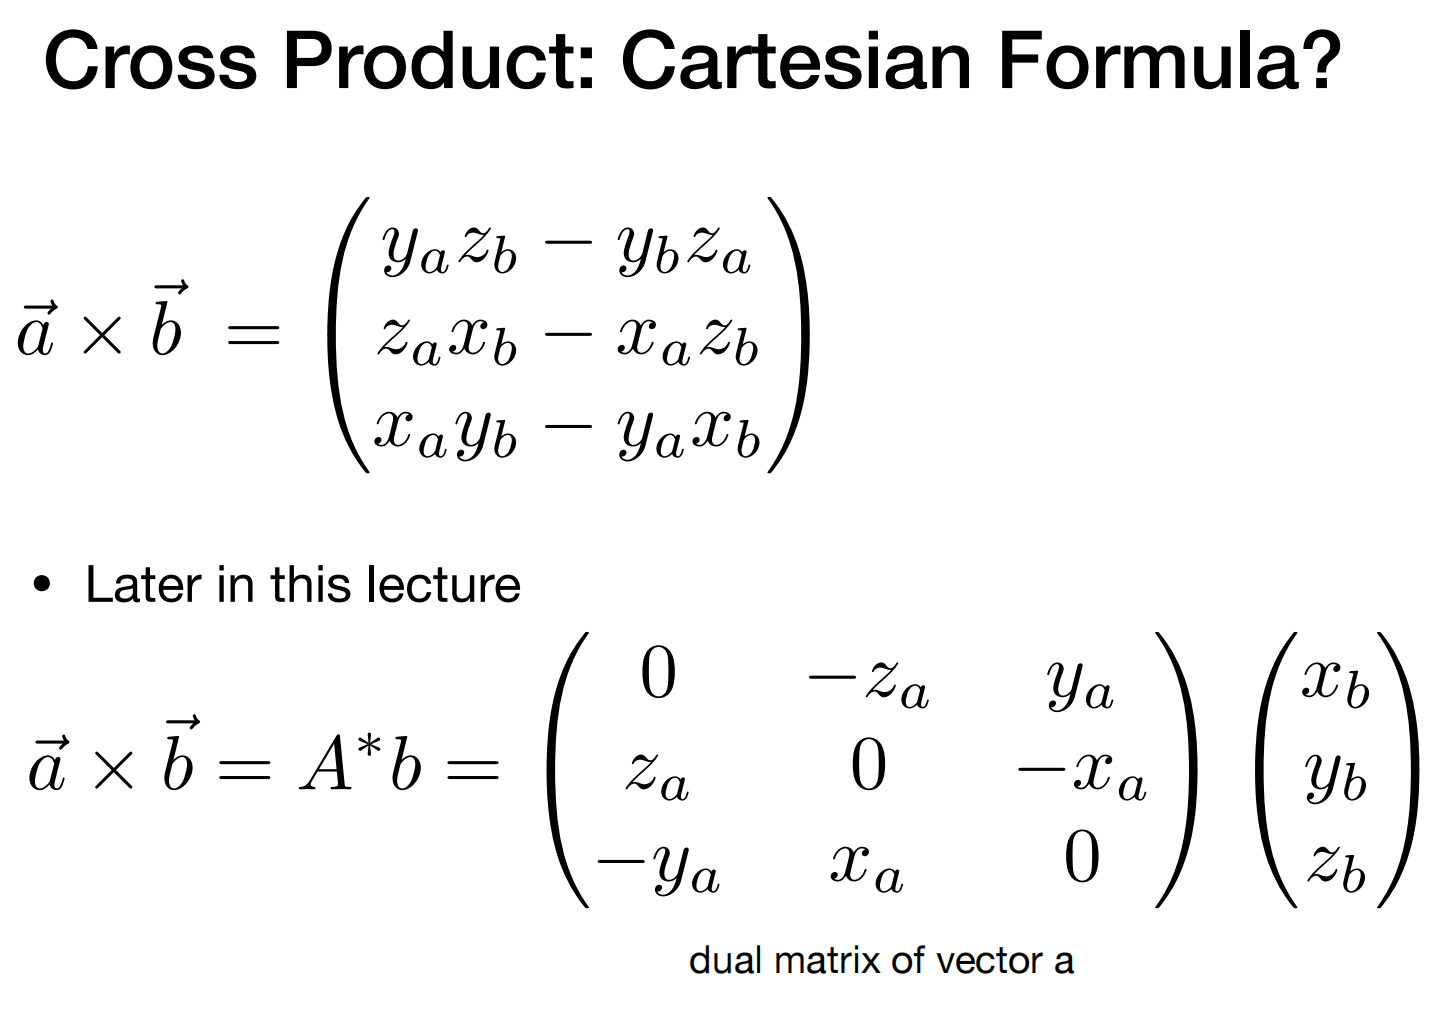 Cross Product: Cartesian Formula?
$\vec{a} \times \vec{b} = \begin{pmatrix} y_a z_b - y_b z_a \\ z_a x_b - x_a z_b \\ x_a y_b - y_a x_b \end{pmatrix}$
• Later in this lecture
$\vec{a} \times \vec{b} = A^* b = \begin{pmatrix} 0 & -z_a & y_a \\ z_a & 0 & -x_a \\ -y_a & x_a & 0 \end{pmatrix} \begin{pmatrix} x_b \\ y_b \\ z_b \end{pmatrix}$
dual matrix of vector a